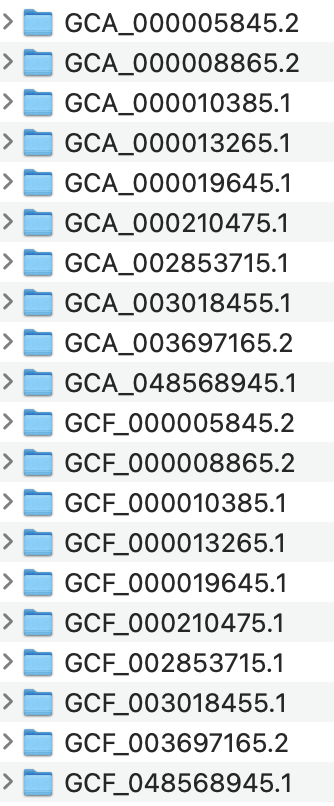 GCA_000005845.2
GCA_000008865.2
GCA_000010385.1
GCA_000013265.1
GCA_000019645.1
GCA_000210475.1
GCA_002853715.1
GCA_003018455.1
GCA_003697165.2
GCA_048568945.1
GCF_000005845.2
GCF_000008865.2
GCF_000010385.1
GCF_000013265.1
GCF_000019645.1
GCF_000210475.1
GCF_002853715.1
GCF_003018455.1
GCF_003697165.2
GCF_048568945.1